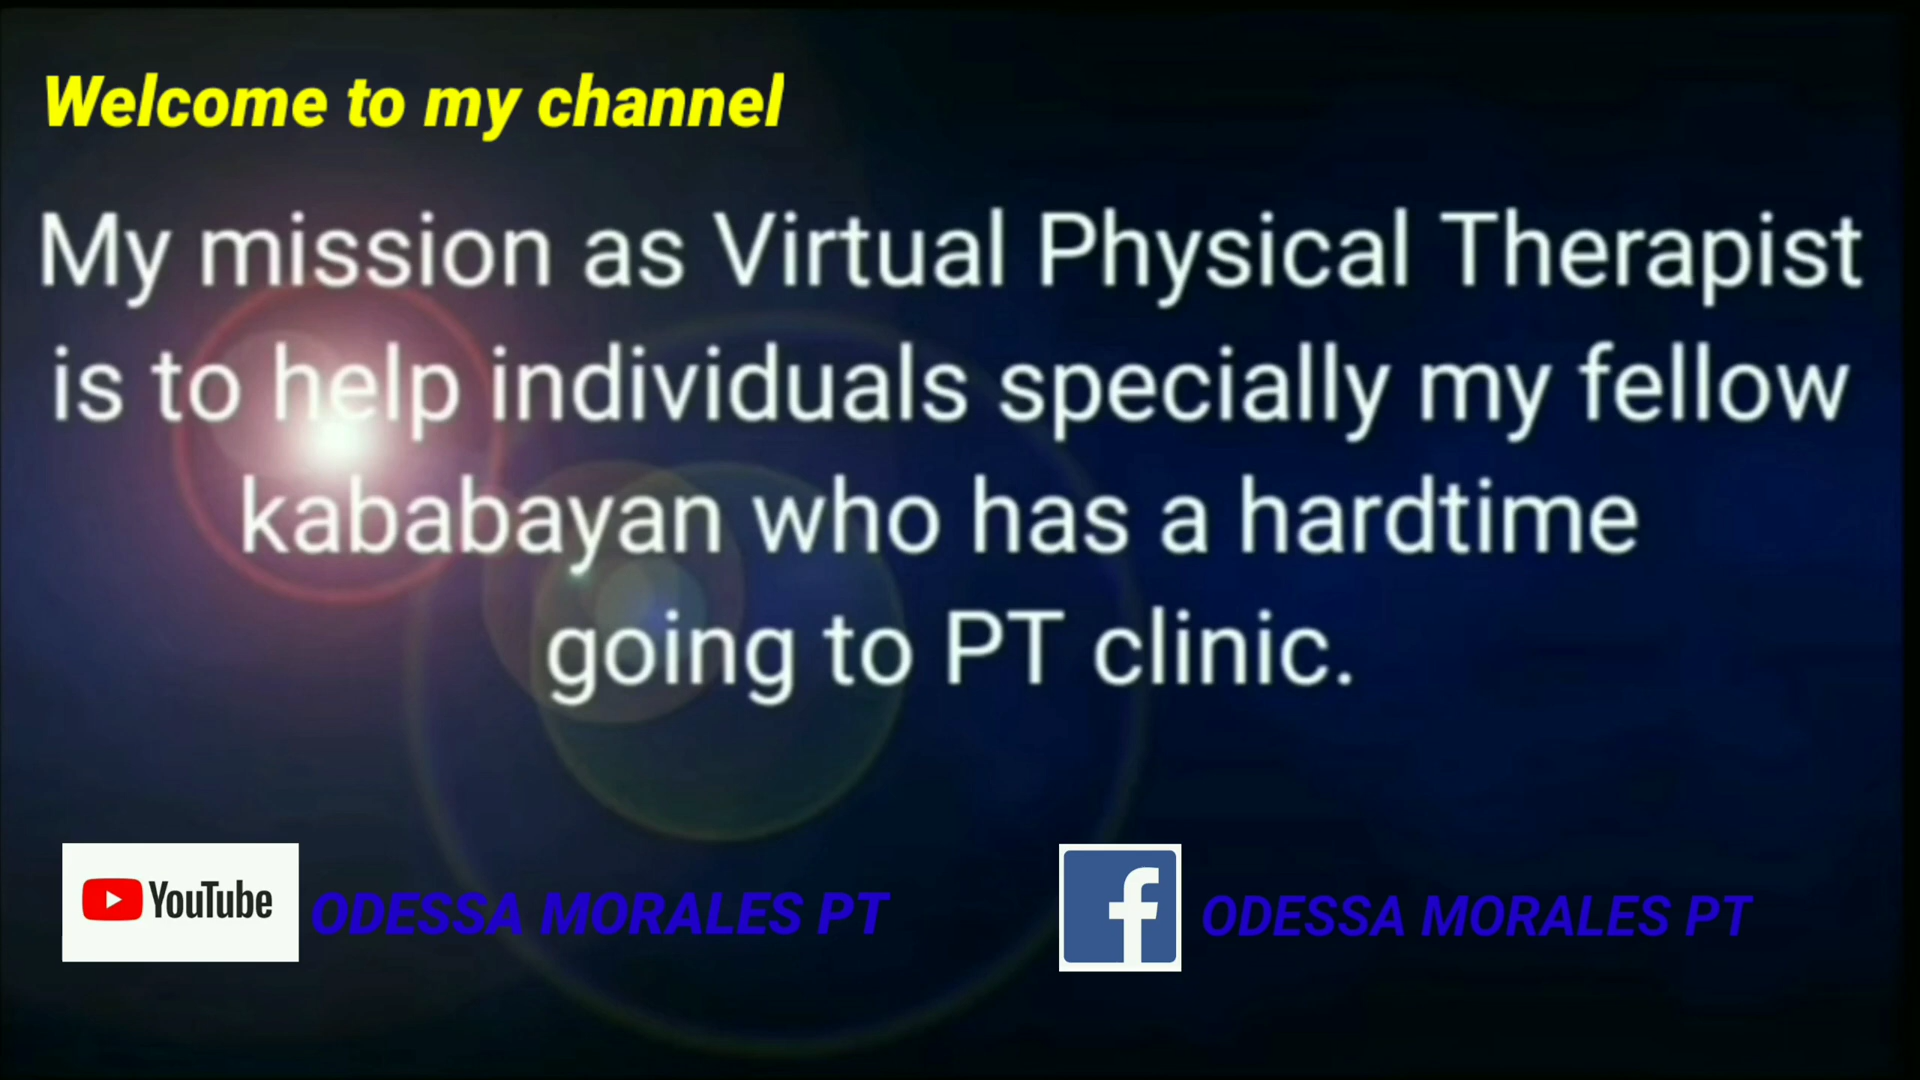 Welcome to my channel
My mission as Virtual Physical Therapist
is to help individuals specially my fellow
kababayan who has a hardtime
going to PT clinic.
YouTube ODESSA MORALES PT
f ODESSA MORALES PT